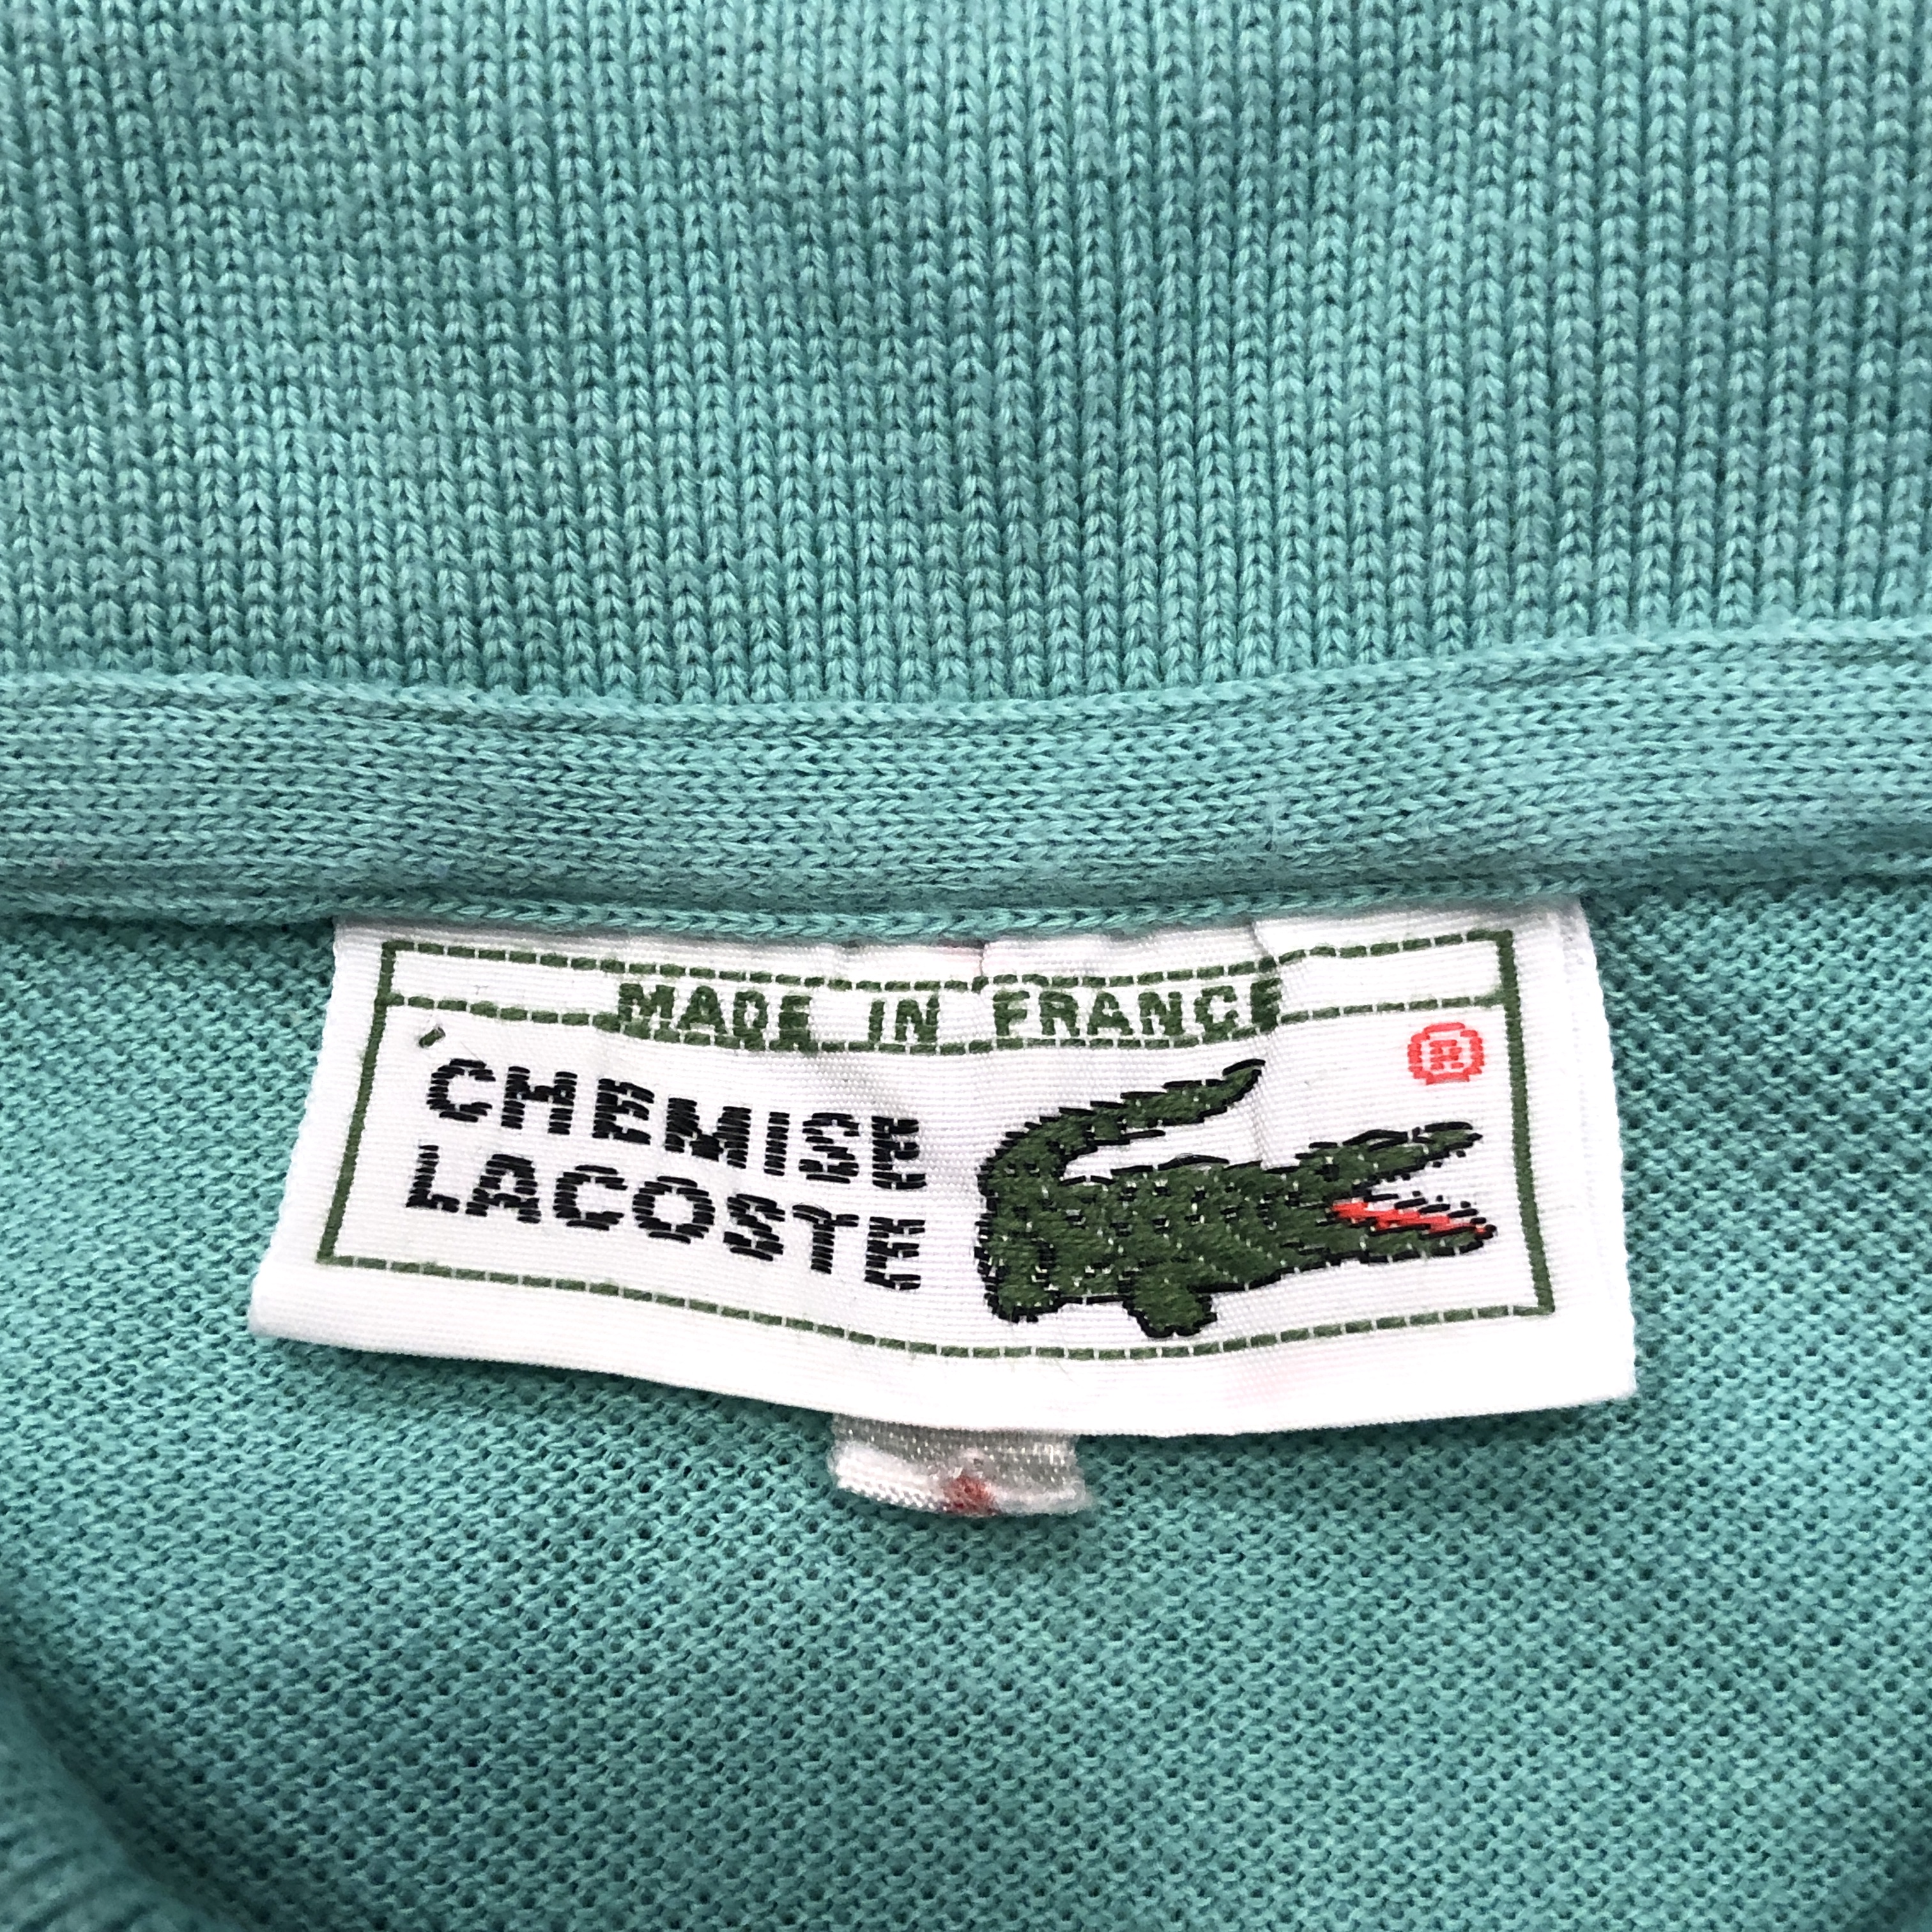 MADE IN FRANCE
®
CHEMISE
LACOSTE